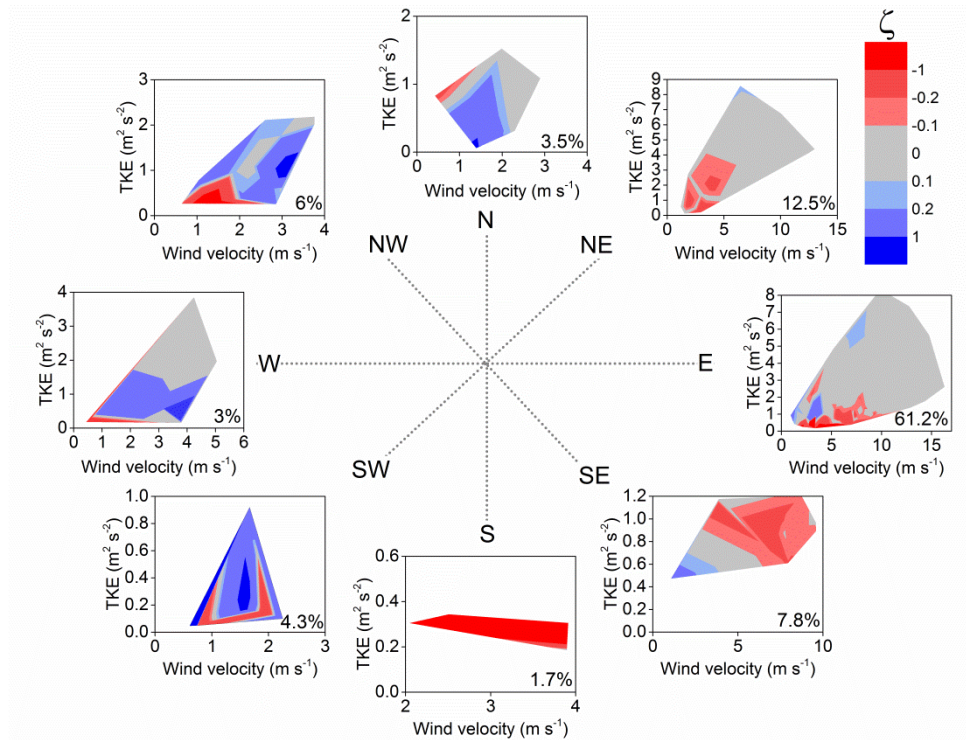 ζ
-1
-0.2
-0.1
0
0.1
0.2
1
TKE (m² s⁻²)
2
1
0
0 1 2 3 4
3.5%
Wind velocity (m s⁻¹)
TKE (m² s⁻²)
3
2
1
0
0 1 2 3 4
6%
Wind velocity (m s⁻¹)
TKE (m² s⁻²)
9
8
7
6
5
4
3
2
1
0
0 5 10 15
12.5%
Wind velocity (m s⁻¹)
N
NW
NE
W
E
SW
SE
S
TKE (m² s⁻²)
4
3
2
1
0
0 1 2 3 4 5 6
3%
Wind velocity (m s⁻¹)
TKE (m² s⁻²)
8
7
6
5
4
3
2
1
0
0 5 10 15
61.2%
Wind velocity (m s⁻¹)
TKE (m² s⁻²)
1.0
0.8
0.6
0.4
0.2
0.0
0 1 2 3
4.3%
Wind velocity (m s⁻¹)
TKE (m² s⁻²)
0.6
0.4
0.2
0.0
2 3 4
1.7%
Wind velocity (m s⁻¹)
TKE (m² s⁻²)
1.2
1.0
0.8
0.6
0.4
0.2
0.0
0 5 10
7.8%
Wind velocity (m s⁻¹)